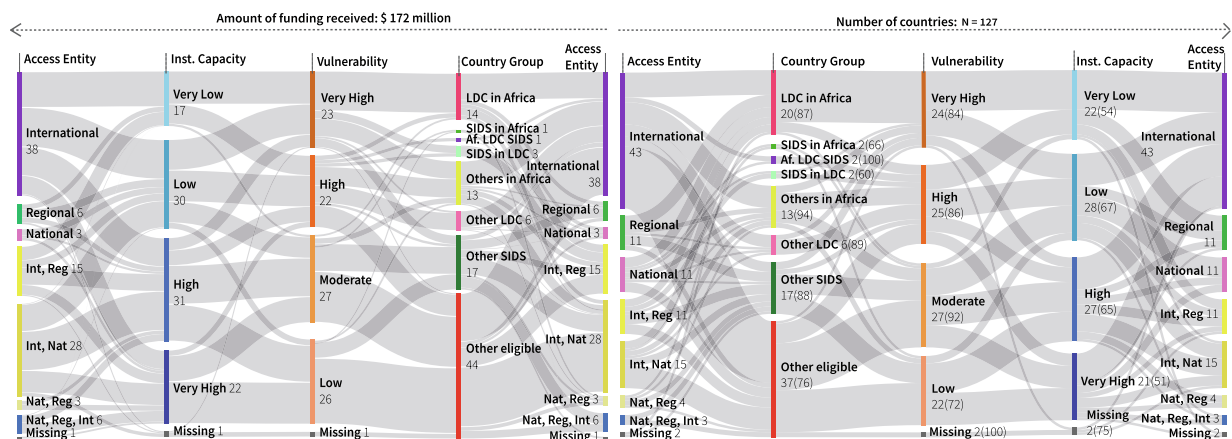 Amount of funding received: $ 172 million
Access Entity
Inst. Capacity
Vulnerability
Country Group
Access
Entity
International
38
Regional 6
National 3
Int, Reg 15
Int, Nat 28
Nat, Reg 3
Nat, Reg, Int 6
Missing 1
Very Low
17
Low
30
High
31
Very High 22
Missing 1
Very High
23
High
22
Moderate
27
Low
26
Missing 1
LDC in Africa
14
SIDS in Africa 1
Af. LDC SIDS 1
SIDS in LDC 3
Others in Africa
13
Other LDC 6
Other SIDS
17
Other eligible
44
International
38
Regional 6
National 3
Int, Reg 15
Int, Nat 28
Nat, Reg 3
Nat, Reg, Int 6
Missing 1
Number of countries: N = 127
Access Entity
Country Group
Vulnerability
Inst. Capacity
Access
Entity
International
43
Regional
11
National 11
Int, Reg 11
Int, Nat 15
Nat, Reg 4
Nat, Reg, Int 3
Missing 2
LDC in Africa
20(87)
SIDS in Africa 2(66)
Af. LDC SIDS 2(100)
SIDS in LDC 2(60)
Others in Africa
13(94)
Other LDC 6(89)
Other SIDS
17(88)
Other eligible
37(76)
Very High
24(84)
High
25(86)
Moderate
27(92)
Low
22(72)
Missing 2(100)
Very Low
22(54)
Low
28(67)
High
27(65)
Very High 21(51)
Missing
2(75)
International
43
Regional
11
National 11
Int, Reg 11
Int, Nat 15
Nat, Reg 4
Nat, Reg, Int 3
Missing 2